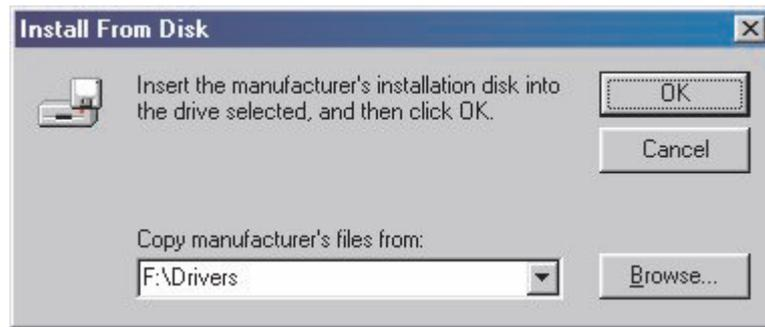 Install From Disk
Insert the manufacturer's installation disk into
the drive selected, and then click OK.
OK
Cancel
Copy manufacturer's files from:
F:\Drivers
Browse...